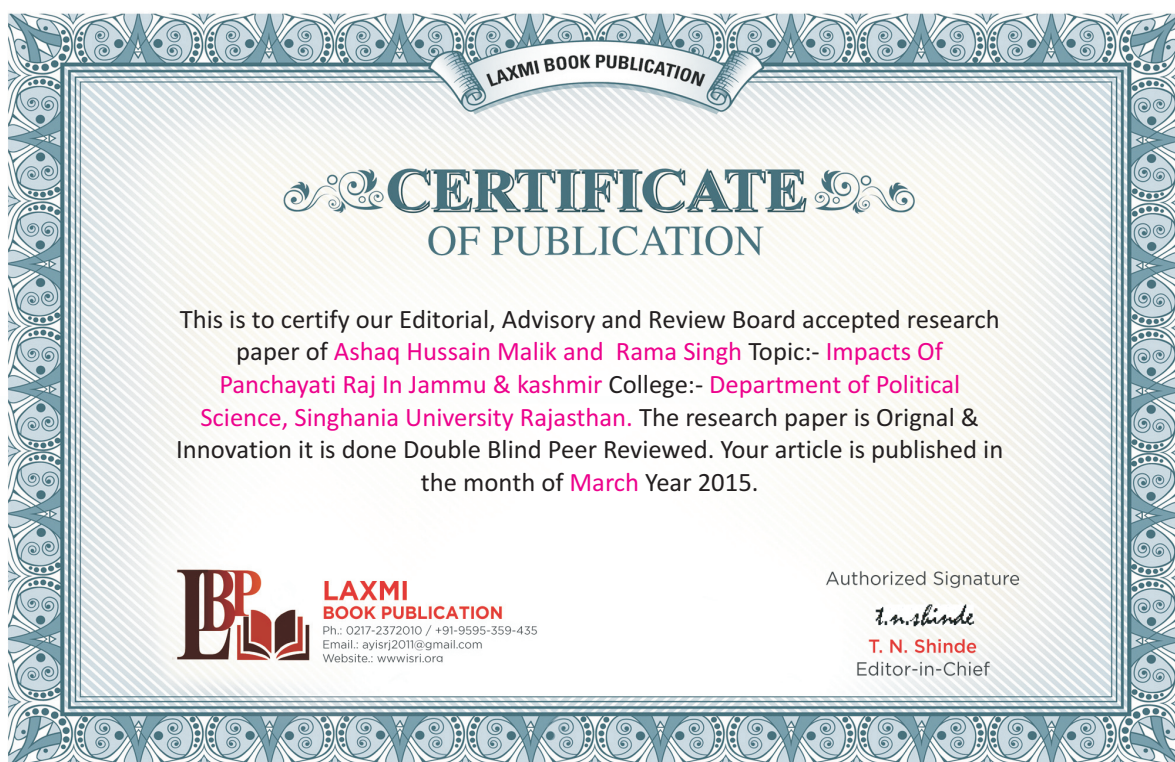 LAXMI BOOK PUBLICATION
CERTIFICATE
OF PUBLICATION
This is to certify our Editorial, Advisory and Review Board accepted research
paper of Ashaq Hussain Malik and Rama Singh Topic:- Impacts Of
Panchayati Raj In Jammu & kashmir College:- Department of Political
Science, Singhania University Rajasthan. The research paper is Orignal &
Innovation it is done Double Blind Peer Reviewed. Your article is published in
the month of March Year 2015.
LBP
LAXMI
BOOK PUBLICATION
Ph.: 0217-2372010 / +91-9595-359-435
Email.: ayisrj2011@gmail.com
Website.: wwwisri.org
Authorized Signature
t.n.shinde
T. N. Shinde
Editor-in-Chief